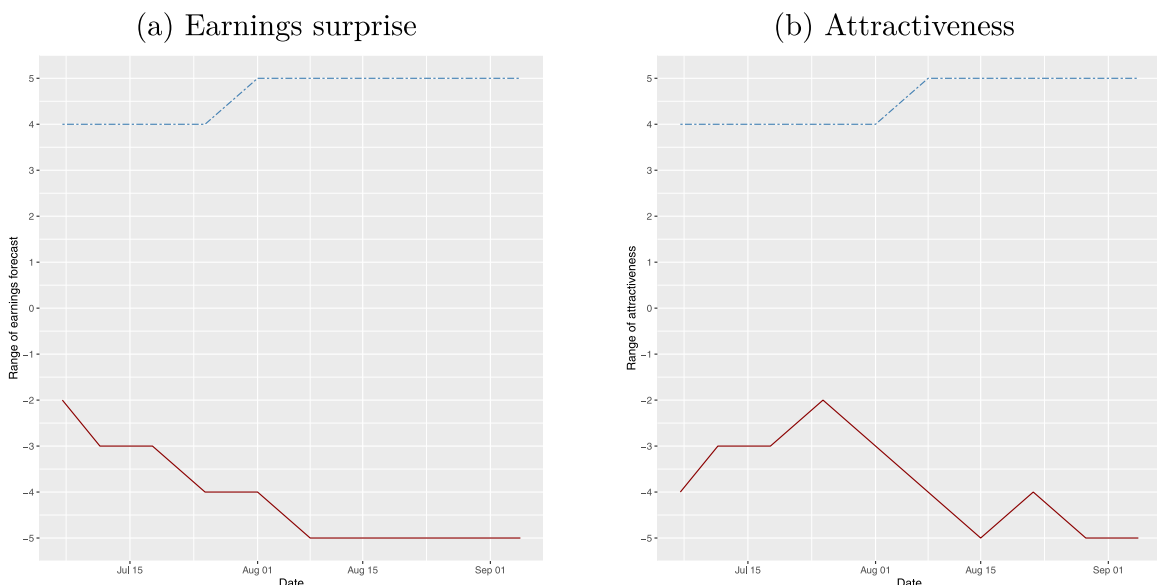 (a) Earnings surprise
5
4
3
2
1
0
−1
−2
−3
−4
−5
Range of earnings forecast
Jul 15
Aug 01
Aug 15
Sep 01
Date
(b) Attractiveness
5
4
3
2
1
0
−1
−2
−3
−4
−5
Range of attractiveness
Jul 15
Aug 01
Aug 15
Sep 01
Date